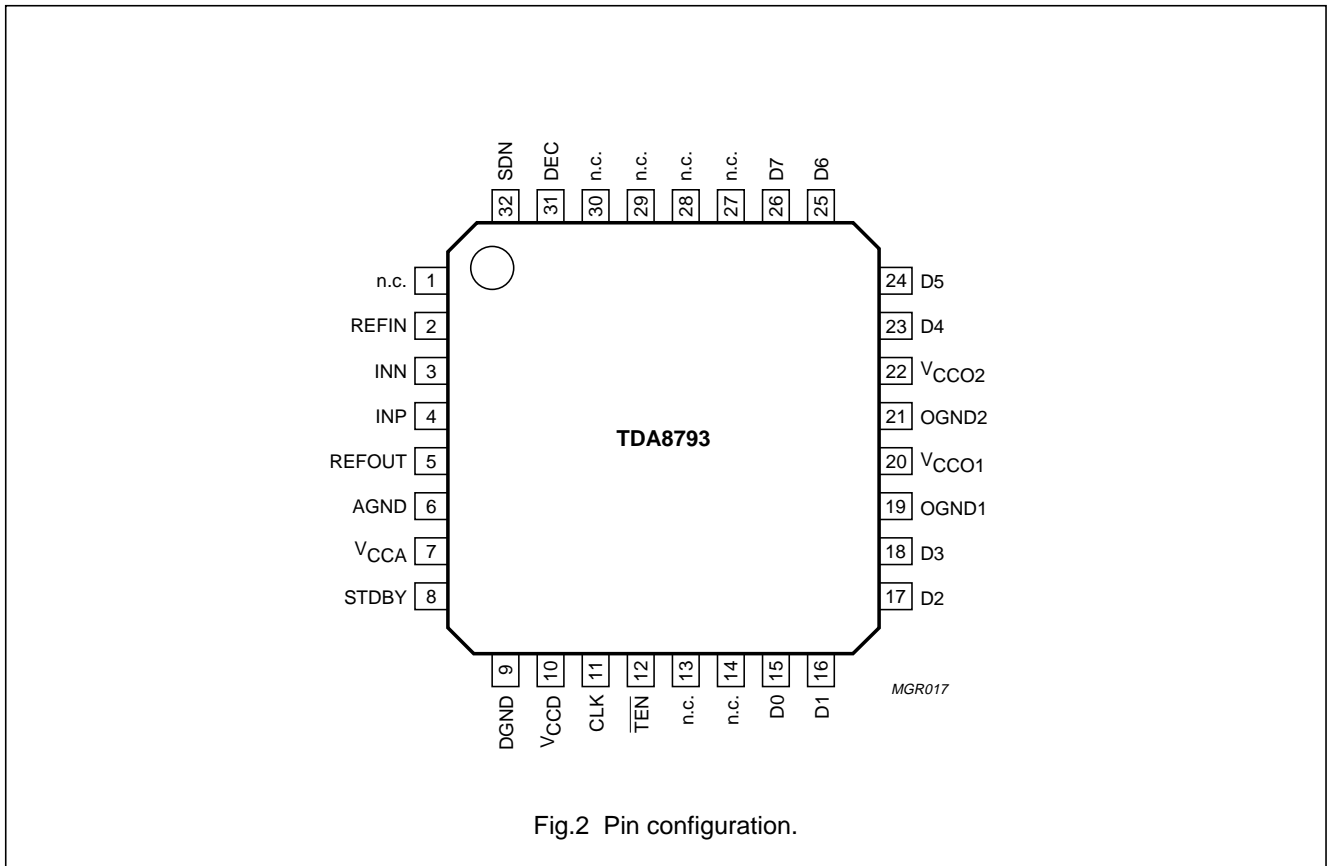 SDN
DEC
n.c.
n.c.
n.c.
n.c.
D7
D6
32
31
30
29
28
27
26
25
n.c. 1
REFIN 2
INN 3
INP 4
REFOUT 5
AGND 6
VCCA 7
STDBY 8
TDA8793
24 D5
23 D4
22 VCCO2
21 OGND2
20 VCCO1
19 OGND1
18 D3
17 D2
9
10
11
12
13
14
15
16
DGND
VCCD
CLK
T̅E̅N̅
n.c.
n.c.
D0
D1
MGR017
Fig.2 Pin configuration.